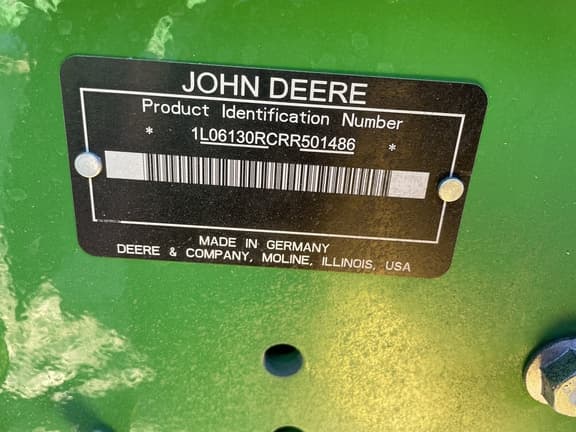 JOHN DEERE
Product Identification Number
* 1L06130RCRR501486 *
MADE IN GERMANY
DEERE & COMPANY, MOLINE, ILLINOIS, USA